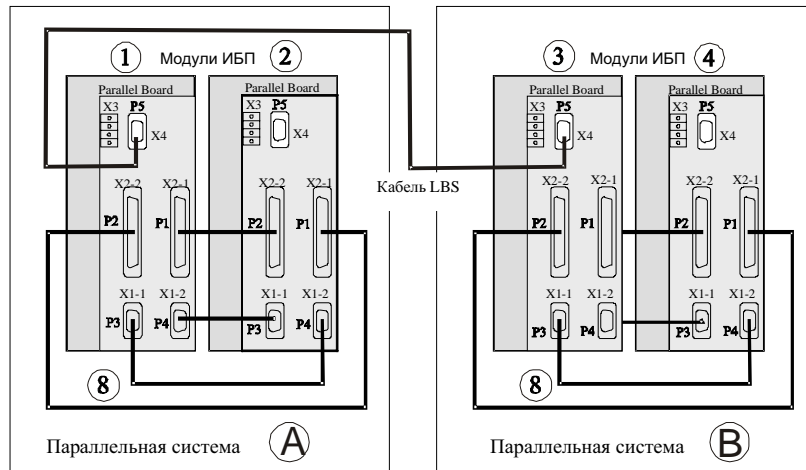 1 Модули ИБП 2
Parallel Board
X3 P5
X4
X2-2 X2-1
P2 P1
X1-1 X1-2
P3 P4
Parallel Board
X3 P5
X4
X2-2 X2-1
P2 P1
X1-1 X1-2
P3 P4
8
Параллельная система A
Кабель LBS
3 Модули ИБП 4
Parallel Board
X3 P5
X4
X2-2 X2-1
P2 P1
X1-1 X1-2
P3 P4
Parallel Board
X3 P5
X4
X2-2 X2-1
P2 P1
X1-1 X1-2
P3 P4
8
Параллельная система B